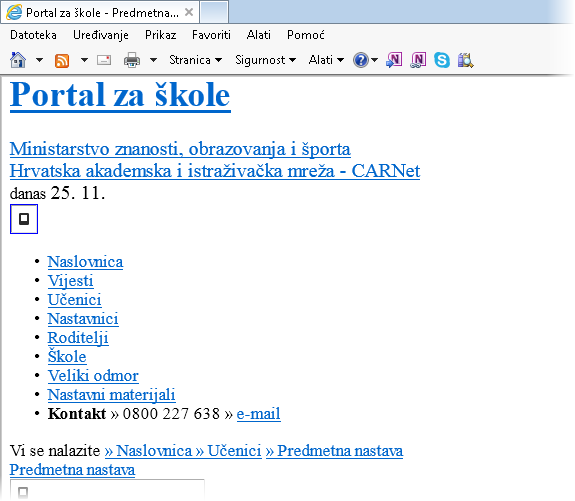 Portal za škole - Predmetna...
Datoteka Uređivanje Prikaz Favoriti Alati Pomoć
Stranica Sigurnost Alati
Portal za škole
Ministarstvo znanosti, obrazovanja i športa
Hrvatska akademska i istraživačka mreža - CARNet
danas 25. 11.
• Naslovnica
• Vijesti
• Učenici
• Nastavnici
• Roditelji
• Škole
• Veliki odmor
• Nastavni materijali
• Kontakt » 0800 227 638 » e-mail
Vi se nalazite » Naslovnica » Učenici » Predmetna nastava
Predmetna nastava